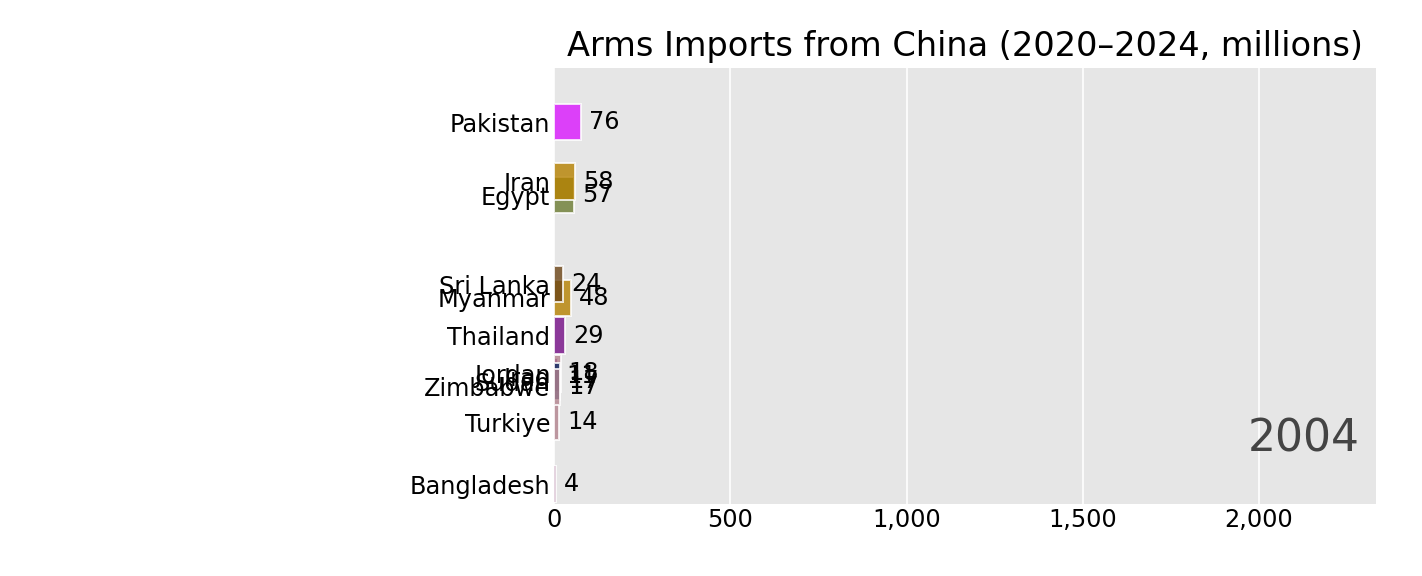 Arms Imports from China (2020–2024, millions)
Pakistan 76
Iran 58
Egypt 57
Sri Lanka 24
Myanmar 48
Thailand 29
Jordan 18
Zimbabwe 17
Turkiye 14
2004
Bangladesh 4
0 500 1,000 1,500 2,000